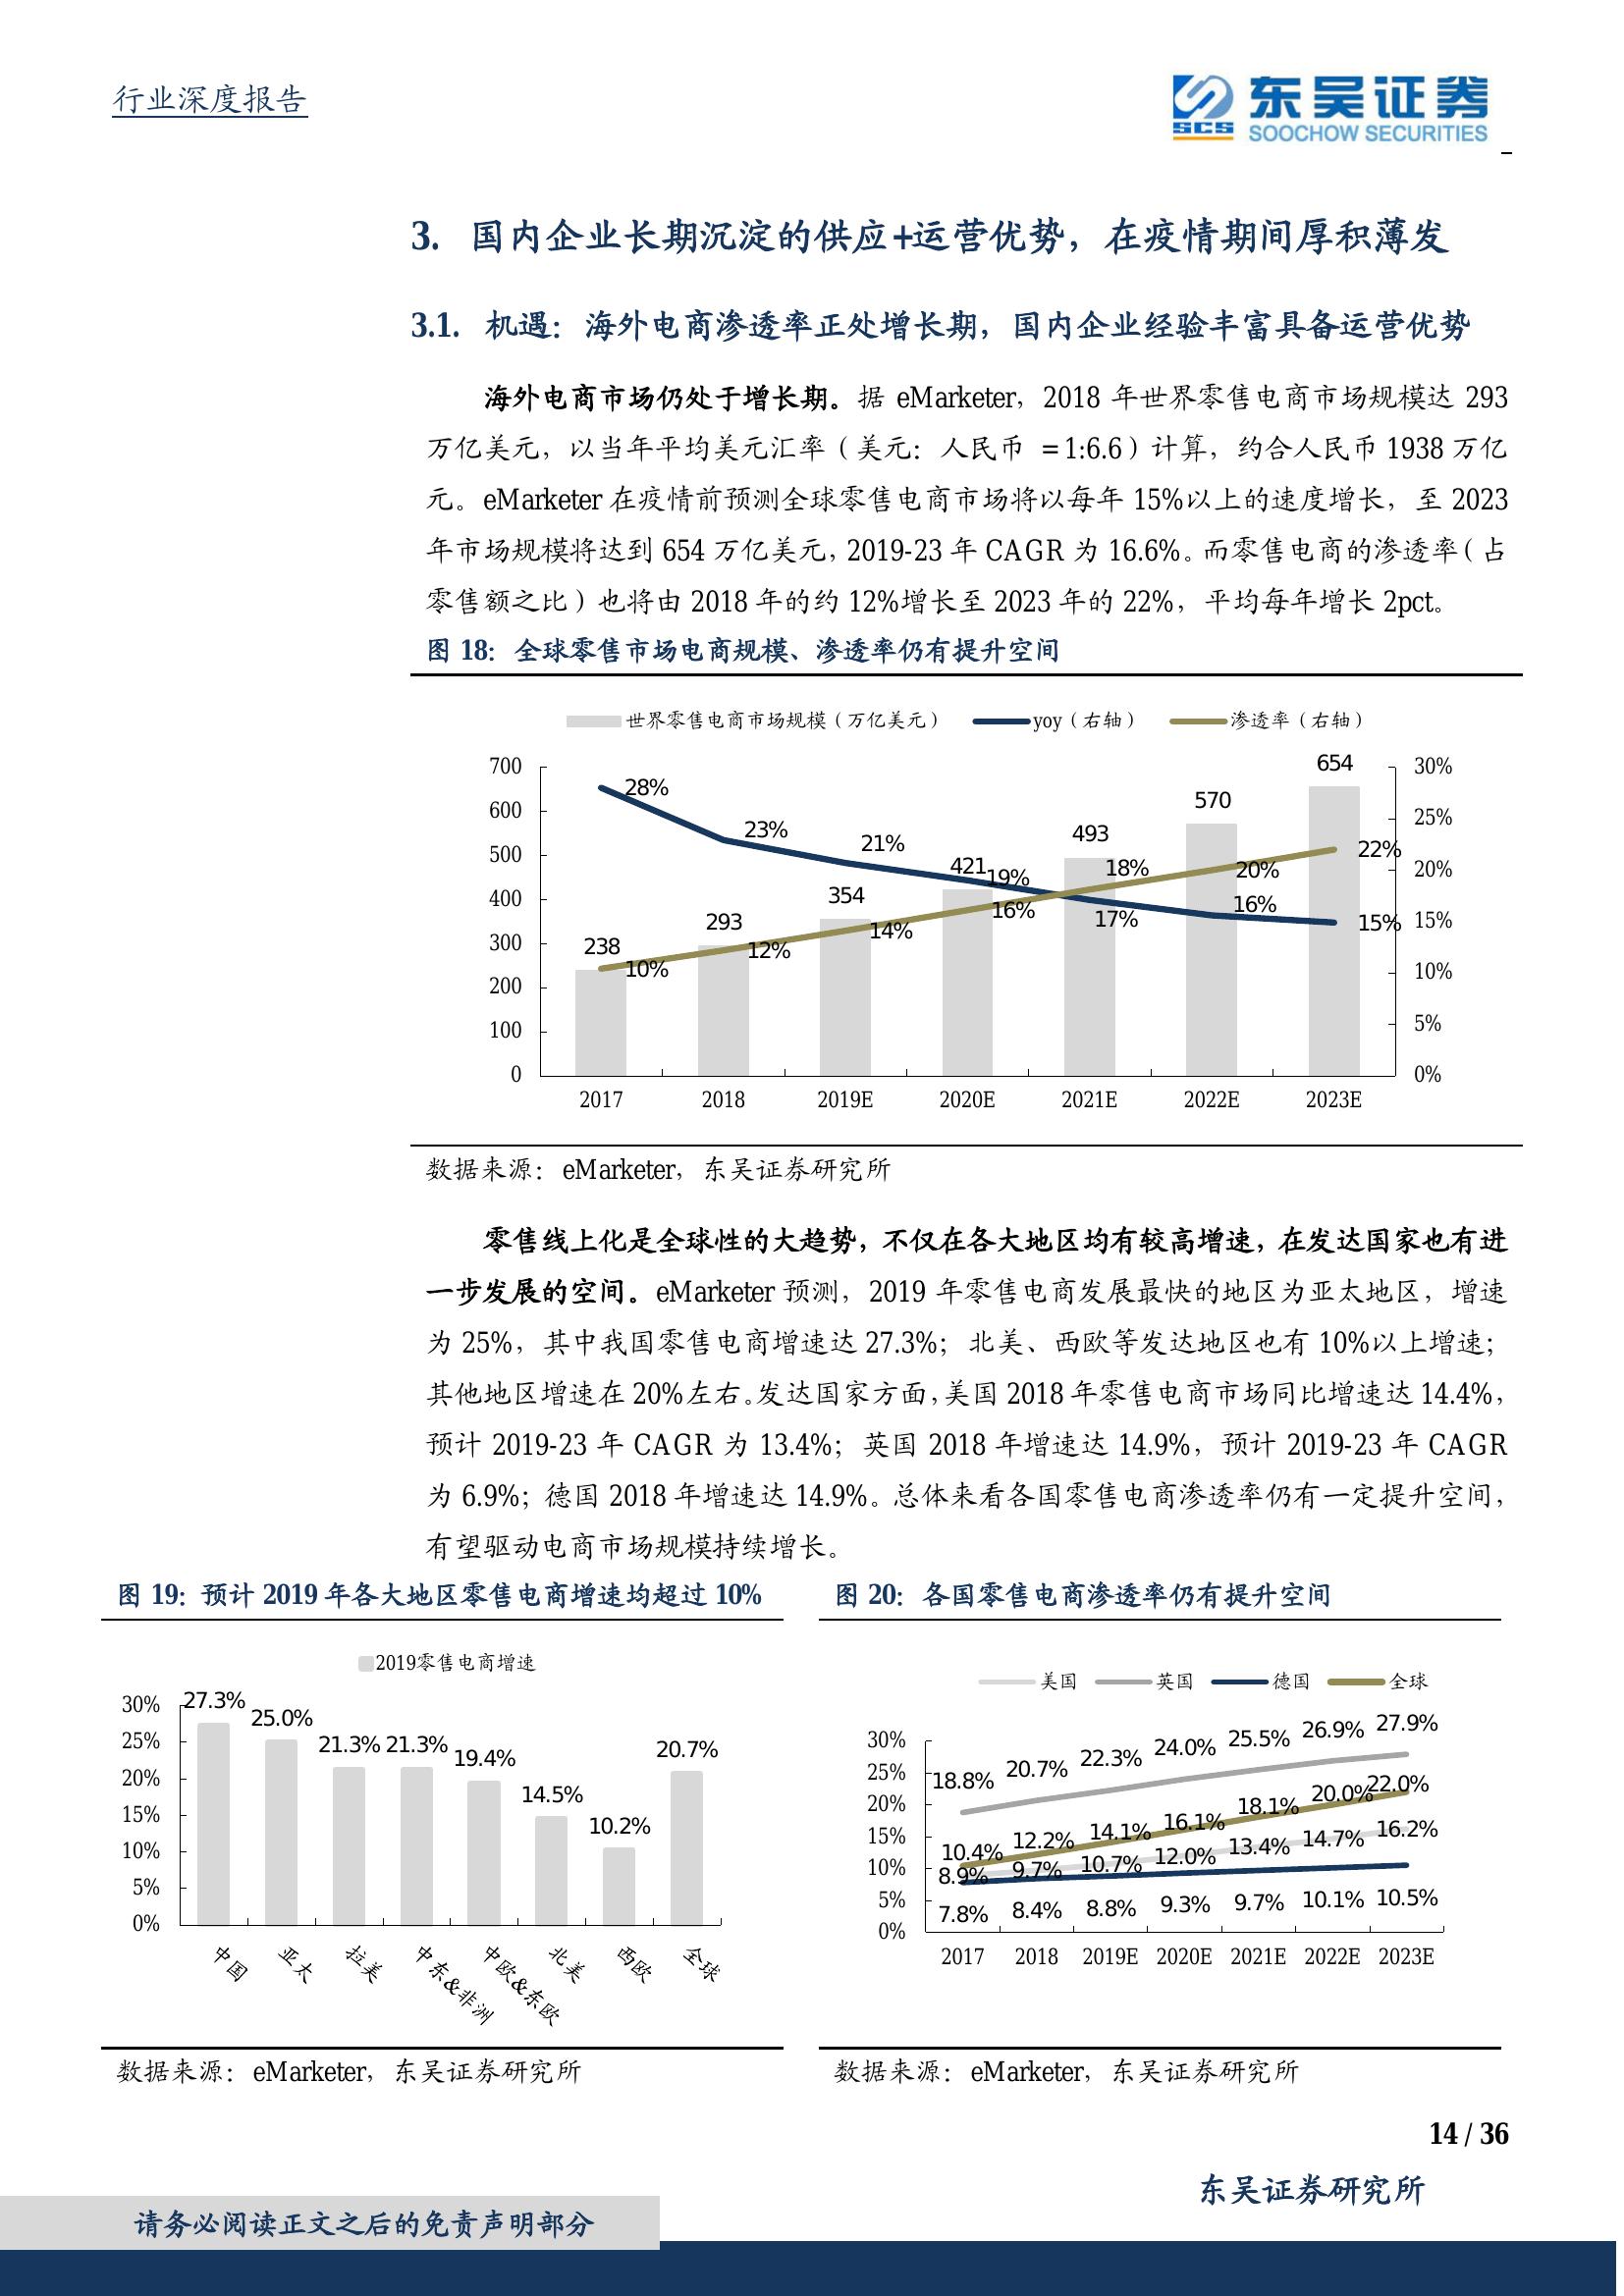 行业深度报告
SCS 东吴证券
SOOCHOW SECURITIES
3. 国内企业长期沉淀的供应+运营优势，在疫情期间厚积薄发
3.1. 机遇：海外电商渗透率正处增长期，国内企业经验丰富具备运营优势
海外电商市场仍处于增长期。据 eMarketer，2018 年世界零售电商市场规模达 293
万亿美元，以当年平均美元汇率（美元：人民币 =1:6.6）计算，约合人民币 1938 万亿
元。eMarketer 在疫情前预测全球零售电商市场将以每年 15%以上的速度增长，至 2023
年市场规模将达到 654 万亿美元，2019-23 年 CAGR 为 16.6%。而零售电商的渗透率（占
零售额之比）也将由 2018 年的约 12%增长至 2023 年的 22%，平均每年增长 2pct。
图 18：全球零售市场电商规模、渗透率仍有提升空间
世界零售电商市场规模（万亿美元） yoy（右轴） 渗透率（右轴）
700 600 500 400 300 200 100 0
238 293 354 421 493 570 654
28% 23% 21% 19% 17% 16% 15%
10% 12% 14% 16% 18% 20% 22%
30% 25% 20% 15% 10% 5% 0%
2017 2018 2019E 2020E 2021E 2022E 2023E
数据来源：eMarketer，东吴证券研究所
零售线上化是全球性的大趋势，不仅在各大地区均有较高增速，在发达国家也有进
一步发展的空间。eMarketer 预测，2019 年零售电商发展最快的地区为亚太地区，增速
为 25%，其中我国零售电商增速达 27.3%；北美、西欧等发达地区也有 10%以上增速；
其他地区增速在 20%左右。发达国家方面，美国 2018 年零售电商市场同比增速达 14.4%，
预计 2019-23 年 CAGR 为 13.4%；英国 2018 年增速达 14.9%，预计 2019-23 年 CAGR
为 6.9%；德国 2018 年增速达 14.9%。总体来看各国零售电商渗透率仍有一定提升空间，
有望驱动电商市场规模持续增长。
图 19：预计 2019 年各大地区零售电商增速均超过 10%
2019零售电商增速
30% 25% 20% 15% 10% 5% 0%
27.3% 25.0% 21.3% 21.3% 19.4% 14.5% 10.2% 20.7%
中国 亚太 拉美 中东&非洲 中欧&东欧 北美 西欧 全球
数据来源：eMarketer，东吴证券研究所
图 20：各国零售电商渗透率仍有提升空间
美国 英国 德国 全球
30% 25% 20% 15% 10% 5% 0%
18.8% 20.7% 22.3% 24.0% 25.5% 26.9% 27.9%
10.4% 12.2% 14.1% 16.1% 18.1% 20.0% 22.0%
8.9% 9.7% 10.7% 12.0% 13.4% 14.7% 16.2%
7.8% 8.4% 8.8% 9.3% 9.7% 10.1% 10.5%
2017 2018 2019E 2020E 2021E 2022E 2023E
数据来源：eMarketer，东吴证券研究所
14 / 36
东吴证券研究所
请务必阅读正文之后的免责声明部分